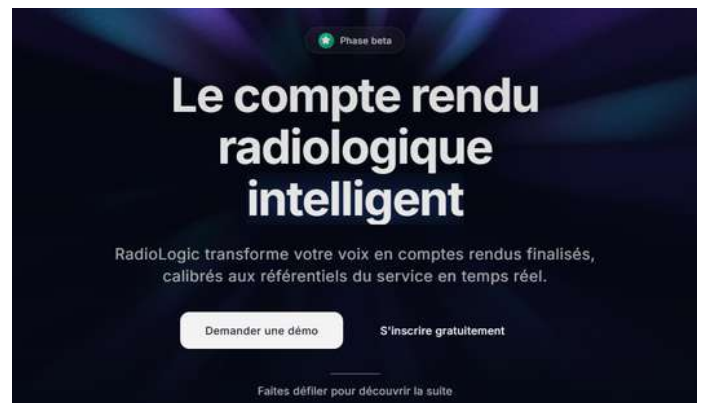 Phase beta
Le compte rendu
radiologique
intelligent
RadioLogic transforme votre voix en comptes rendus finalisés,
calibrés aux référentiels du service en temps réel.
Demander une démo
S'inscrire gratuitement
Faites défiler pour découvrir la suite